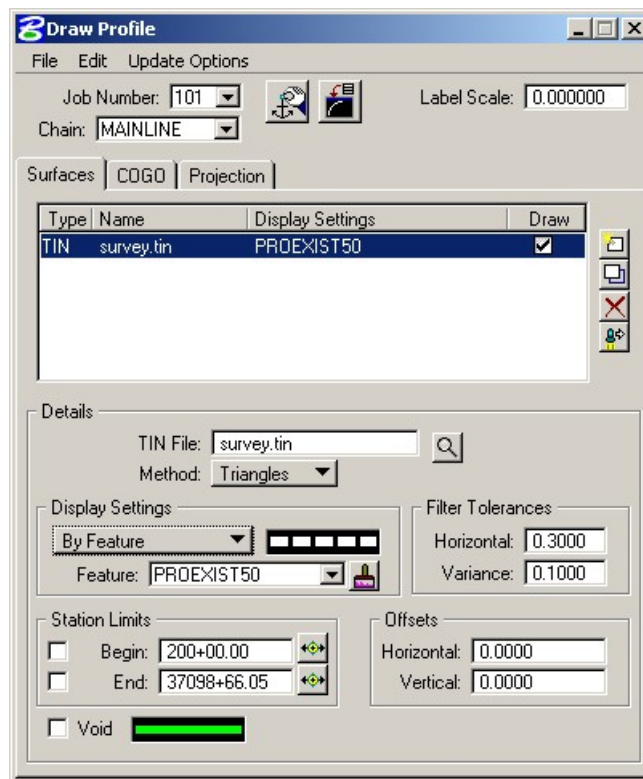 Draw Profile
File Edit Update Options
Job Number: 101 Label Scale: 0.000000
Chain: MAINLINE
Surfaces COGO Projection
Type Name Display Settings Draw
TIN survey.tin PROEXIST50
Details
TIN File: survey.tin
Method: Triangles
Display Settings Filter Tolerances
By Feature Horizontal: 0.3000
Feature: PROEXIST50 Variance: 0.1000
Station Limits Offsets
Begin: 200+00.00 Horizontal: 0.0000
End: 37098+66.05 Vertical: 0.0000
Void